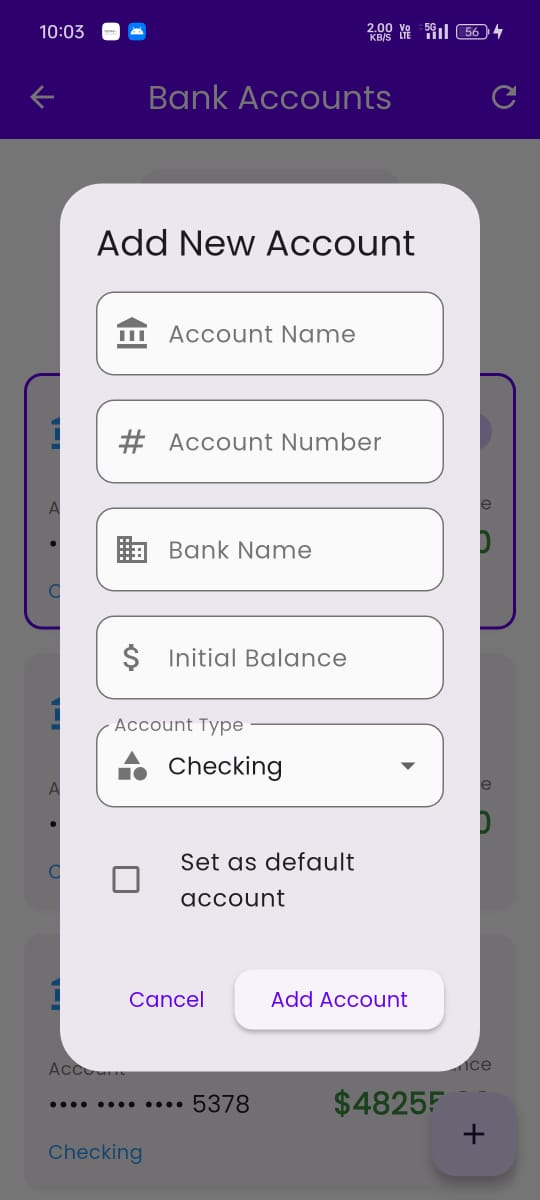 10:03
2.00 KB/S Vo LTE 5G 56
Bank Accounts
Add New Account
Account Name
Account Number
Bank Name
Initial Balance
Account Type
Checking
Set as default
account
Cancel
Add Account
•••• •••• •••• 5378
Checking